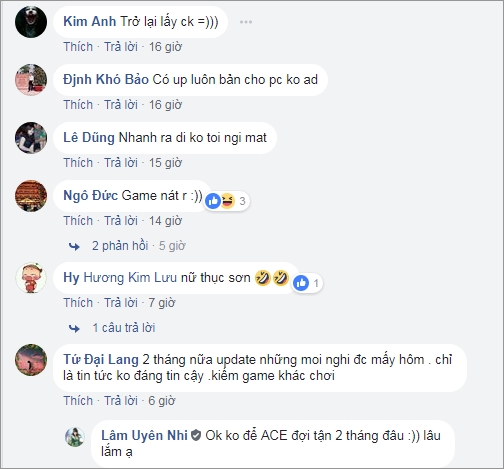 Kim Anh Trở lại lấy ck =)))
Thích · Trả lời · 16 giờ
Định Khó Bảo Có up luôn bản cho pc ko ad
Thích · Trả lời · 16 giờ
Lê Dũng Nhanh ra di ko toi ngi mat
Thích · Trả lời · 15 giờ
Ngô Đức Game nát r :)) 3
Thích · Trả lời · 14 giờ
2 phản hồi · 5 giờ
Hy Hương Kim Lưu nữ thục sơn 1
Thích · Trả lời · 7 giờ
1 câu trả lời
Tứ Đại Lang 2 tháng nữa update những moi nghi đc mấy hôm . chỉ
là tin tức ko đáng tin cậy .kiếm game khác chơi
Thích · Trả lời · 6 giờ
Lâm Uyên Nhi Ok ko để ACE đợi tận 2 tháng đâu :)) lâu
lắm ạ